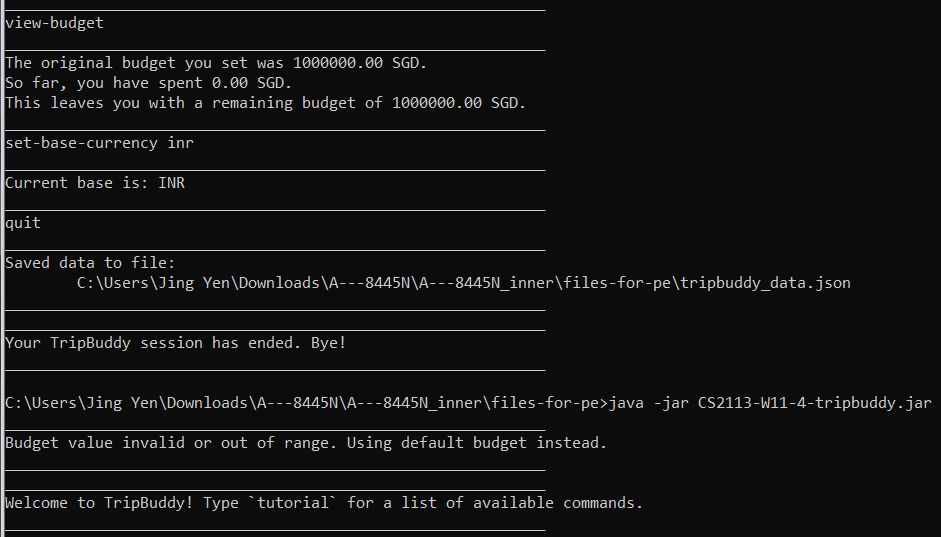 view-budget
The original budget you set was 1000000.00 SGD.
So far, you have spent 0.00 SGD.
This leaves you with a remaining budget of 1000000.00 SGD.
set-base-currency inr
Current base is: INR
quit
Saved data to file:
C:\Users\Jing Yen\Downloads\A---8445N\A---8445N_inner\files-for-pe\tripbuddy_data.json
Your TripBuddy session has ended. Bye!
C:\Users\Jing Yen\Downloads\A---8445N\A---8445N_inner\files-for-pe>java -jar CS2113-W11-4-tripbuddy.jar
Budget value invalid or out of range. Using default budget instead.
Welcome to TripBuddy! Type `tutorial` for a list of available commands.